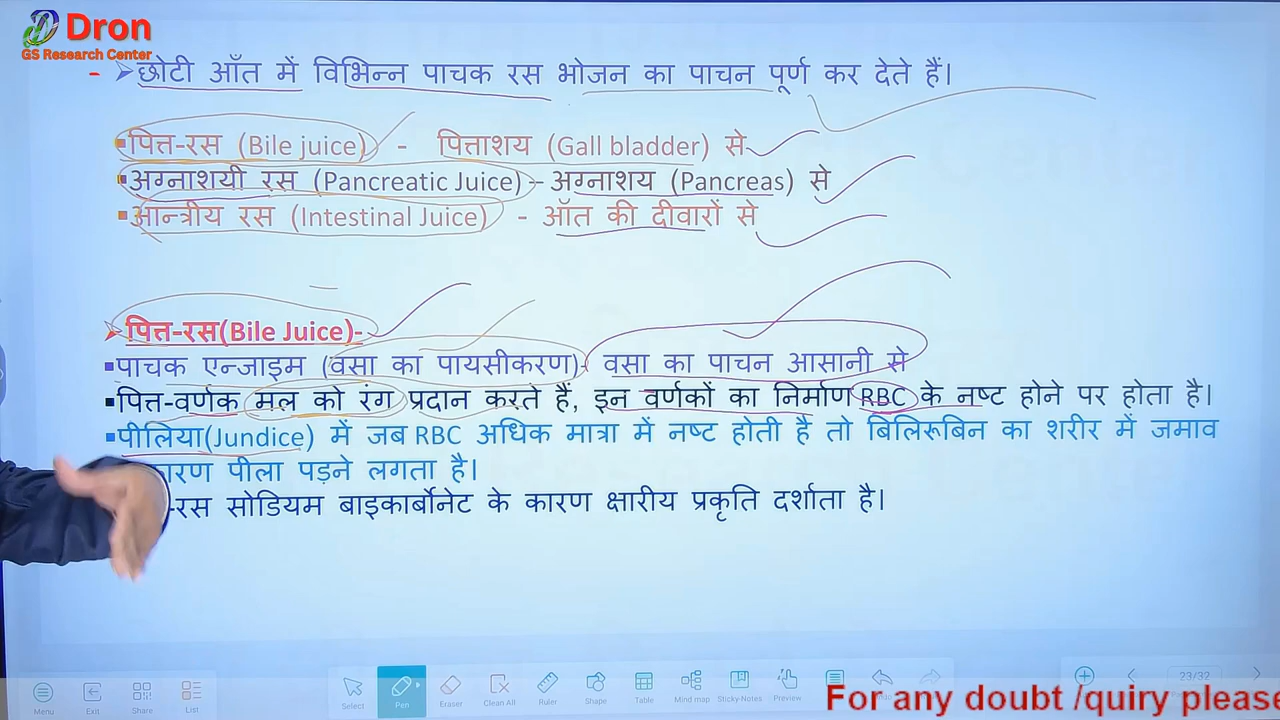 Dron
GS Research Center
➢छोटी आँत में विभिन्न पाचक रस भोजन का पाचन पूर्ण कर देते हैं।
▪पित्त-रस (Bile juice) - पित्ताशय (Gall bladder) से
▪अग्नाशयी रस (Pancreatic Juice) – अग्नाशय (Pancreas) से
▪आन्त्रीय रस (Intestinal Juice) - ऑंत की दीवारों से
➢पित्त-रस(Bile Juice)-
▪पाचक एन्जाइम (वसा का पायसीकरण)- वसा का पाचन आसानी से
▪पित्त-वर्णक मल को रंग प्रदान करते हैं, इन वर्णकों का निर्माण RBC के नष्ट होने पर होता है।
▪पीलिया(Jundice) में जब RBC अधिक मात्रा में नष्ट होती है तो बिलिरूबिन का शरीर में जमाव
पीला पड़ने लगता है।
-रस सोडियम बाइकार्बोनेट के कारण क्षारीय प्रकृति दर्शाता है।
Menu Exit Share List Select Pen Eraser Clean All Ruler Shape Table Mind map Sticky-Notes Preview 23/32
For any doubt /quiry please